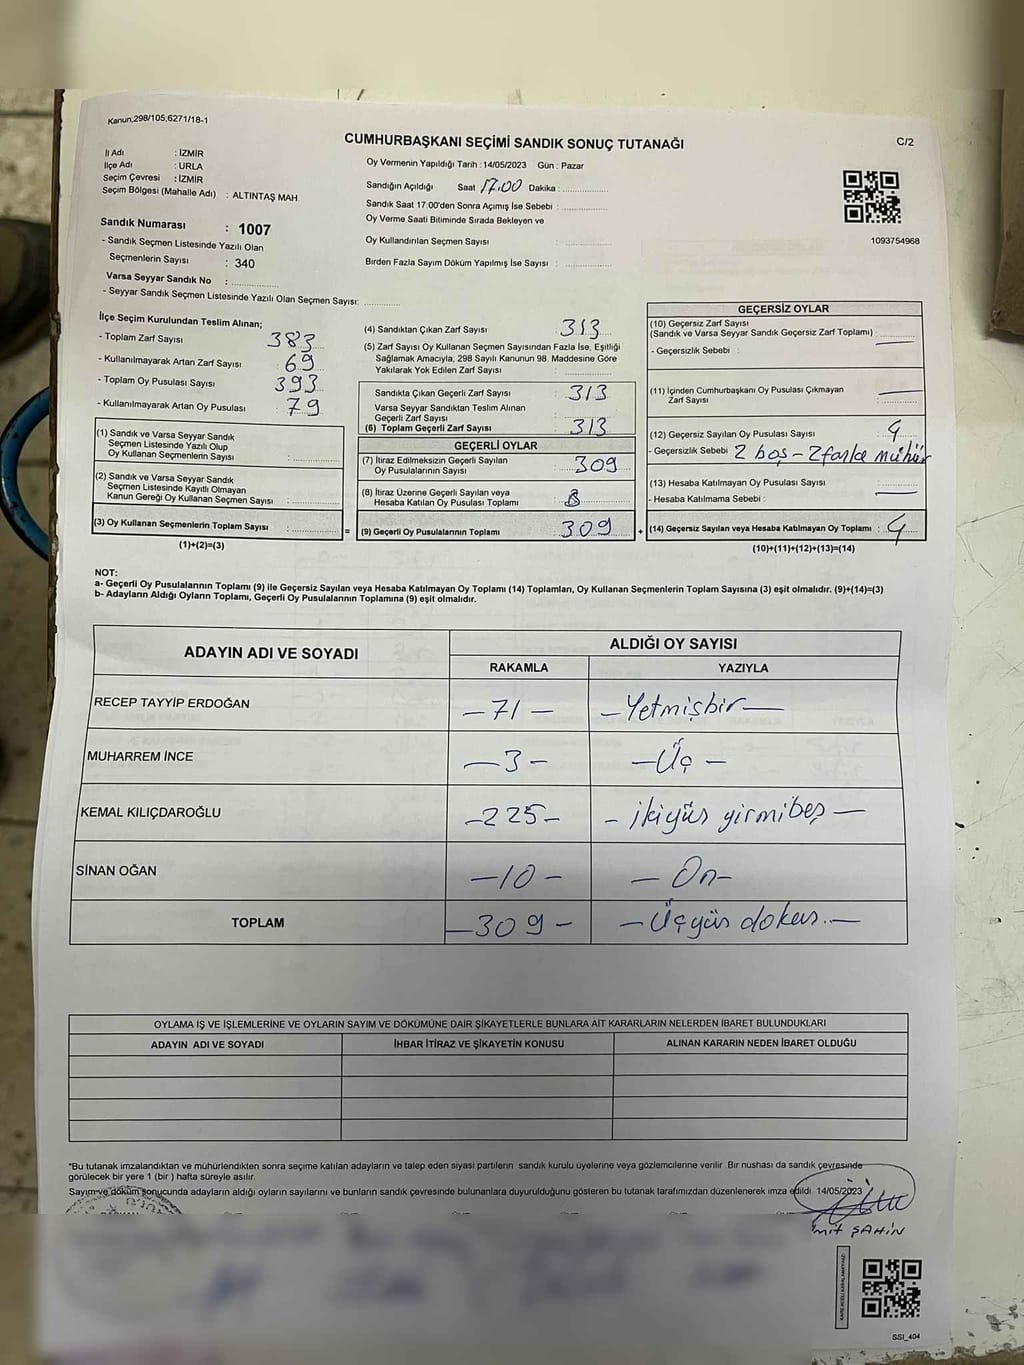 Kanun;298/105;6271/18-1
CUMHURBAŞKANI SEÇİMİ SANDIK SONUÇ TUTANAĞI
C/2
İl Adı : İZMİR
İlçe Adı : URLA
Seçim Çevresi : İZMİR
Seçim Bölgesi (Mahalle Adı) : ALTINTAŞ MAH.
Sandık Numarası : 1007
- Sandık Seçmen Listesinde Yazılı Olan
Seçmenlerin Sayısı : 340
Varsa Seyyar Sandık No :
- Seyyar Sandık Seçmen Listesinde Yazılı Olan Seçmen Sayısı:
Oy Vermenin Yapıldığı Tarih : 14/05/2023 Gün : Pazar
Sandığın Açıldığı Saat 17.00 Dakika :
Sandık Saat 17:00'den Sonra Açımış İse Sebebi :
Oy Verme Saati Bitiminde Sırada Bekleyen ve
Oy Kullandırılan Seçmen Sayısı :
Birden Fazla Sayım Döküm Yapılmış İse Sayısı :
1093754968
İlçe Seçim Kurulundan Teslim Alınan;
- Toplam Zarf Sayısı 383
- Kullanılmayarak Artan Zarf Sayısı 69
- Toplam Oy Pusulası Sayısı 393
- Kullanılmayarak Artan Oy Pusulası 79
(1) Sandık ve Varsa Seyyar Sandık
Seçmen Listesinde Yazılı Olup
Oy Kullanan Seçmenlerin Sayısı :
(2) Sandık ve Varsa Seyyar Sandık
Seçmen Listesinde Kayıtlı Olmayan
Kanun Gereği Oy Kullanan Seçmen Sayısı :
(3) Oy Kullanan Seçmenlerin Toplam Sayısı : =
(1)+(2)=(3)
(4) Sandıktan Çıkan Zarf Sayısı 313
(5) Zarf Sayısı Oy Kullanan Seçmen Sayısından Fazla İse, Eşitliği
Sağlamak Amacıyla, 298 Sayılı Kanunun 98. Maddesine Göre
Yakılarak Yok Edilen Zarf Sayısı :
Sandıkta Çıkan Geçerli Zarf Sayısı 313
Varsa Seyyar Sandıktan Teslim Alınan
Geçerli Zarf Sayısı
(6) Toplam Geçerli Zarf Sayısı 313
GEÇERLİ OYLAR
(7) İtiraz Edilmeksizin Geçerli Sayılan
Oy Pusulalarının Sayısı 309
(8) İtiraz Üzerine Geçerli Sayılan veya
Hesaba Katılan Oy Pusulası Toplamı
(9) Geçerli Oy Pusulalarının Toplamı 309 +
GEÇERSİZ OYLAR
(10) Geçersiz Zarf Sayısı
(Sandık ve Varsa Seyyar Sandık Geçersiz Zarf Toplamı) :
- Geçersizlik Sebebi :
(11) İçinden Cumhurbaşkanı Oy Pusulası Çıkmayan
Zarf Sayısı :
(12) Geçersiz Sayılan Oy Pusulası Sayısı : 4
- Geçersizlik Sebebi 2 boş - 2 fazla mühür
(13) Hesaba Katılmayan Oy Pusulası Sayısı
- Hesaba Katılmama Sebebi :
(14) Geçersiz Sayılan veya Hesaba Katılmayan Oy Toplamı : 4
(10)+(11)+(12)+(13)=(14)
NOT:
a- Geçerli Oy Pusulalarının Toplamı (9) ile Geçersiz Sayılan veya Hesaba Katılmayan Oy Toplamı (14) Toplamları, Oy Kullanan Seçmenlerin Toplam Sayısına (3) eşit olmalıdır. (9)+(14)=(3)
b- Adayların Aldığı Oyların Toplamı, Geçerli Oy Pusulalarının Toplamına (9) eşit olmalıdır.
ADAYIN ADI VE SOYADI
ALDIĞI OY SAYISI
RAKAMLA YAZIYLA
RECEP TAYYİP ERDOĞAN - 71 - - Yetmişbir -
MUHARREM İNCE - 3 - - Üç -
KEMAL KILIÇDAROĞLU - 225 - - ikiyüs yirmibeş -
SİNAN OĞAN - 10 - - On -
TOPLAM - 309 - - Üçyüs dokus. -
OYLAMA İŞ VE İŞLEMLERİNE VE OYLARIN SAYIM VE DÖKÜMÜNE DAİR ŞİKAYETLERLE BUNLARA AİT KARARLARIN NELERDEN İBARET BULUNDUKLARI
ADAYIN ADI VE SOYADI İHBAR İTİRAZ VE ŞİKAYETİN KONUSU ALINAN KARARIN NEDEN İBARET OLDUĞU
*Bu tutanak imzalandıktan ve mühürlendikten sonra seçime katılan adayların ve talep eden siyasi partilerin sandık kurulu üyelerine veya gözlemcilerine verilir. Bir nushası da sandık çevresinde
görülecek bir yere 1 (bir ) hafta süreyle asılır.
Sayım ve döküm sonucunda adayların aldığı oyların sayılarını ve bunların sandık çevresinde bulunanlara duyurulduğunu gösteren bu tutanak tarafımızdan düzenlenerek imza edildi. 14/05/2023
ŞAHİN
SSI_404